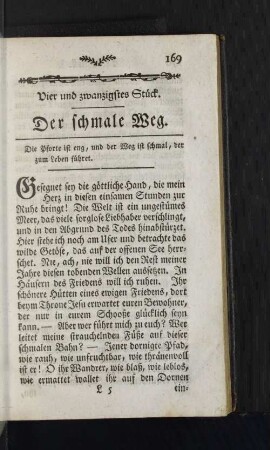 169
Vier und zwanzigstes Stück.
Der schmale Weg.
Die Pforte ist eng, und der Weg ist schmal, der
zum Leben führet.
Gesegnet sey die göttliche Hand, die mein
Herz in diesen einsamen Stunden zur
Ruhe bringt! Die Welt ist ein ungestümes
Meer, das viele sorglose Liebhaber verschlingt,
und in den Abgrund des Todes hinabstürzet.
Hier stehe ich noch am Ufer und betrachte das
wilde Getöse, das auf der offenen See herr-
schet. Nie, ach, nie will ich den Rest meiner
Jahre diesen tobenden Wellen aussetzen. In
Häusern des Friedens will ich ruhen. Ihr
schönere Hütten eines ewigen Friedens, dort
beym Throne Jesu erwartet euren Bewohner,
der nur in eurem Schooße glücklich seyn
kann. — Aber wer führt mich zu euch? Wer
leitet meine strauchelnden Füße auf dieser
schmalen Bahn? — Jener dornigte Pfad,
wie rauh, wie unfruchtbar, wie thränenvoll
ist er! O ihr Wandrer, wie blaß, wie leblos,
wie ermattet wallet ihr auf den Dornen
L 5
ein-